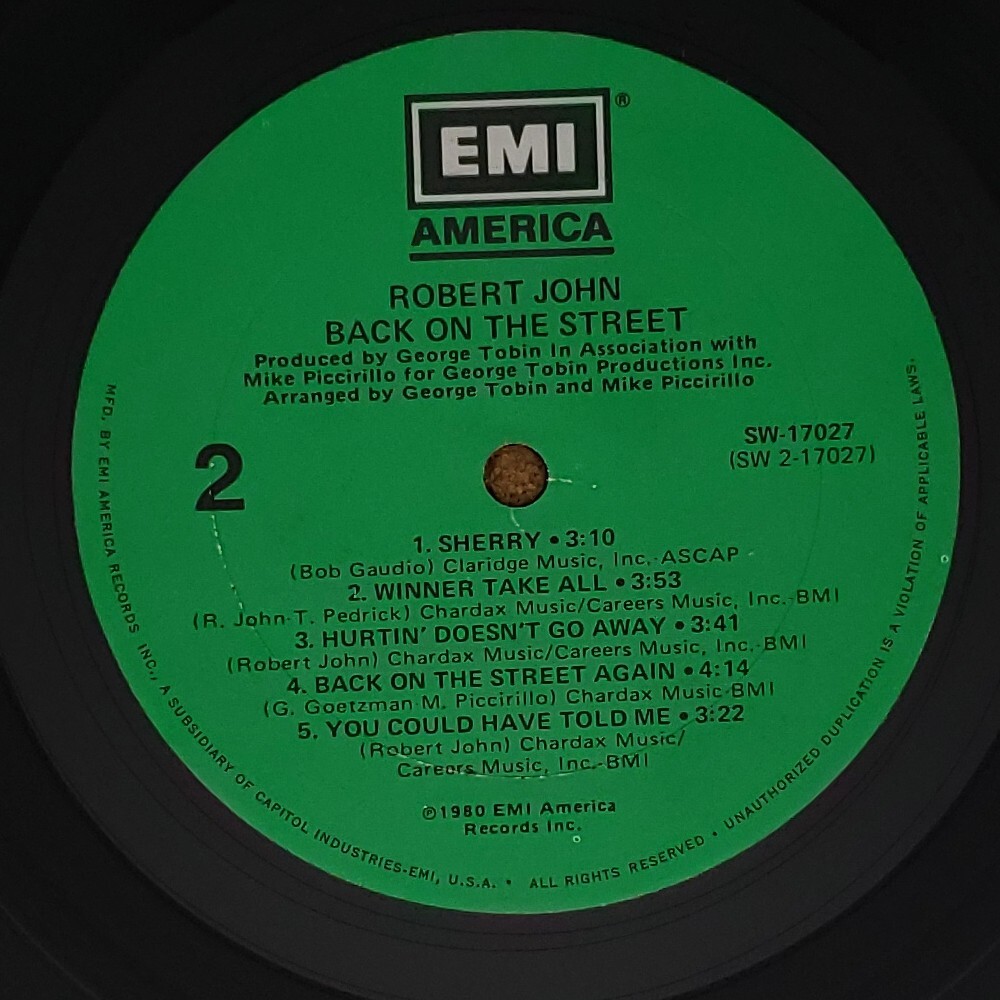 EMI®
AMERICA
ROBERT JOHN
BACK ON THE STREET
Produced by George Tobin In Association with
Mike Piccirillo for George Tobin Productions Inc.
Arranged by George Tobin and Mike Piccirillo
2
SW-17027
(SW 2-17027)
1. SHERRY • 3:10
(Bob Gaudio) Claridge Music, Inc.-ASCAP
2. WINNER TAKE ALL • 3:53
(R. John-T. Pedrick) Chardax Music/Careers Music, Inc.-BMI
3. HURTIN' DOESN'T GO AWAY • 3:41
(Robert John) Chardax Music/Careers Music, Inc.-BMI
4. BACK ON THE STREET AGAIN • 4:14
(G. Goetzman-M. Piccirillo) Chardax Music-BMI
5. YOU COULD HAVE TOLD ME • 3:22
(Robert John) Chardax Music/
Careers Music, Inc.-BMI
℗1980 EMI America
Records Inc.
MFD. BY EMI AMERICA RECORDS INC., A SUBSIDIARY OF CAPITOL INDUSTRIES-EMI, U.S.A. • ALL RIGHTS RESERVED • UNAUTHORIZED DUPLICATION IS A VIOLATION OF APPLICABLE LAWS.